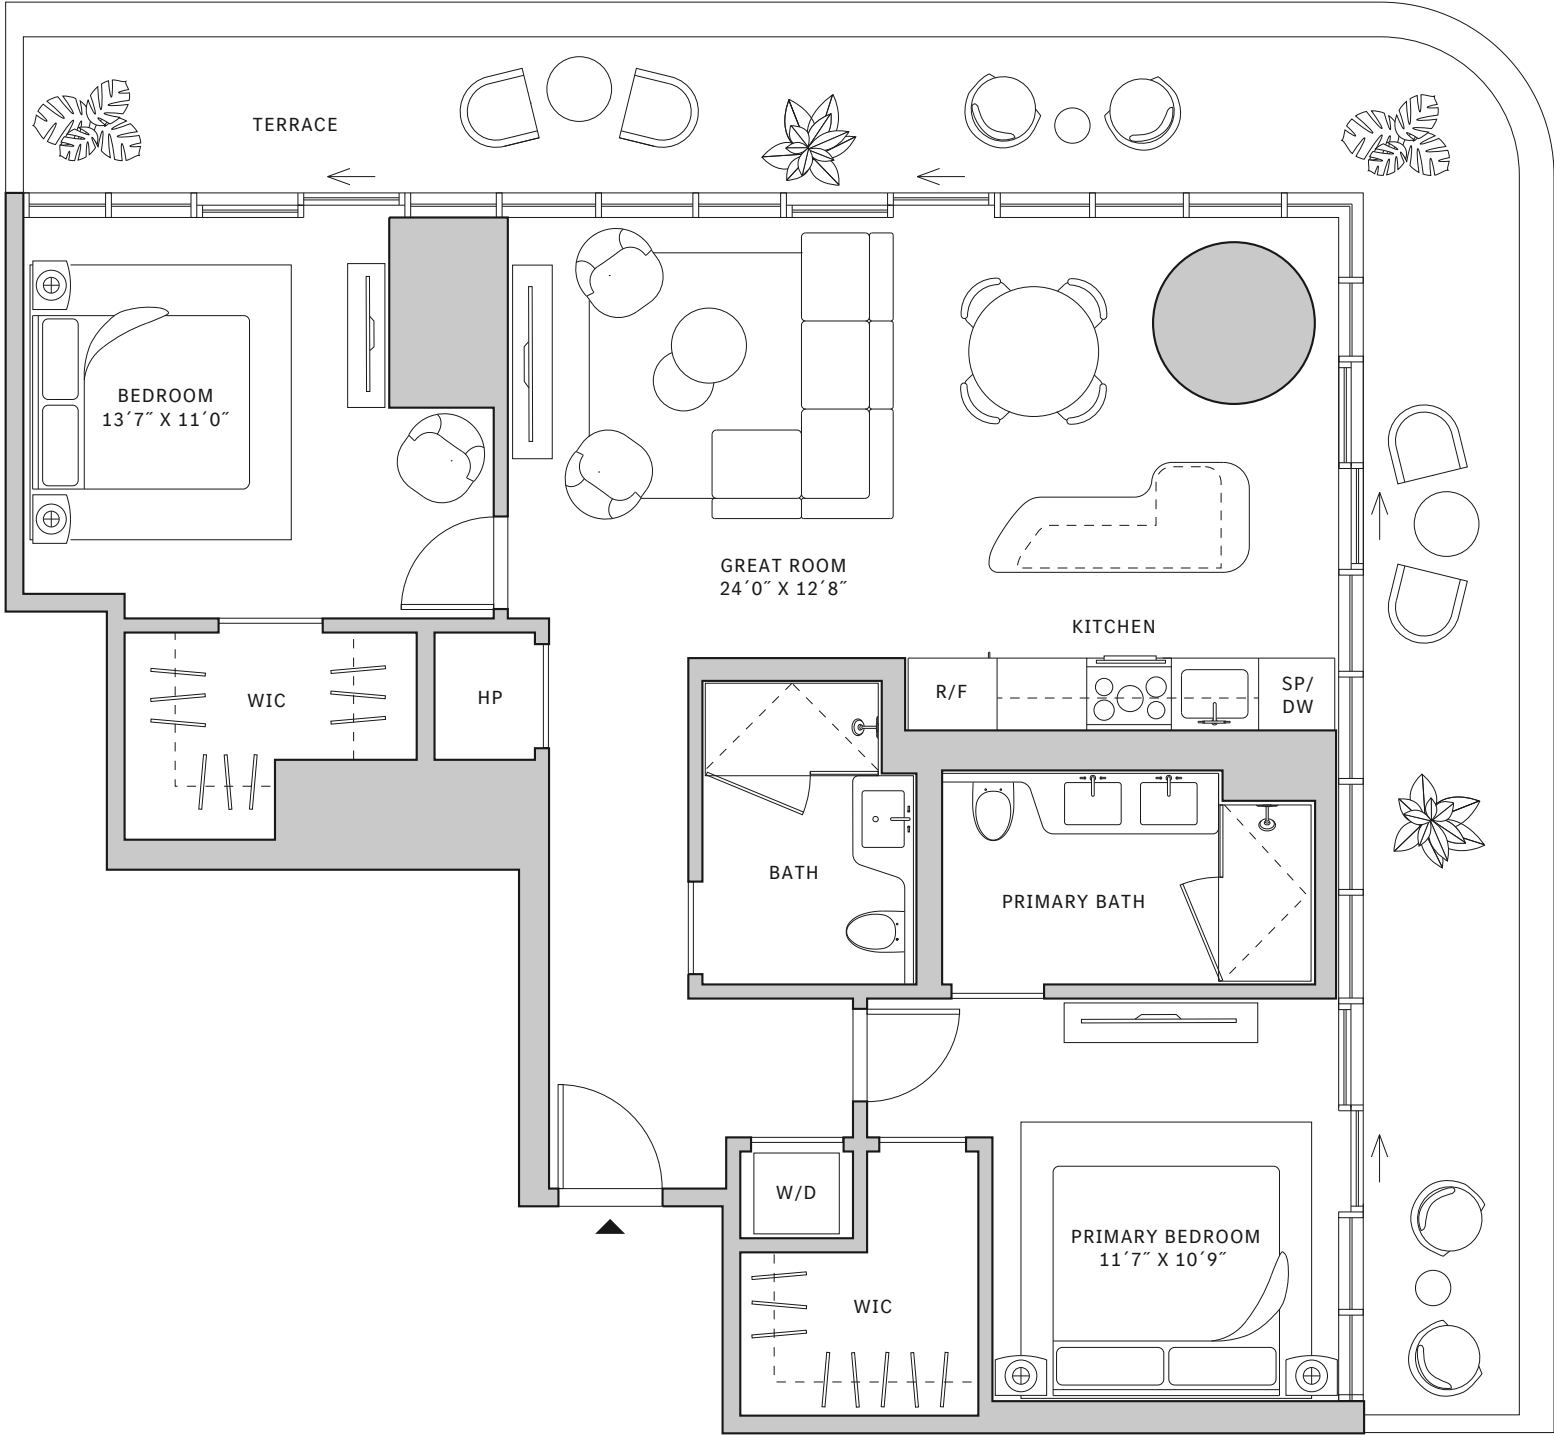 TERRACE
BEDROOM
13´7˝ X 11´0˝
GREAT ROOM
24´0˝ X 12´8˝
KITCHEN
WIC
HP
R/F
SP/
DW
BATH
PRIMARY BATH
W/D
PRIMARY BEDROOM
11´7˝ X 10´9˝
WIC